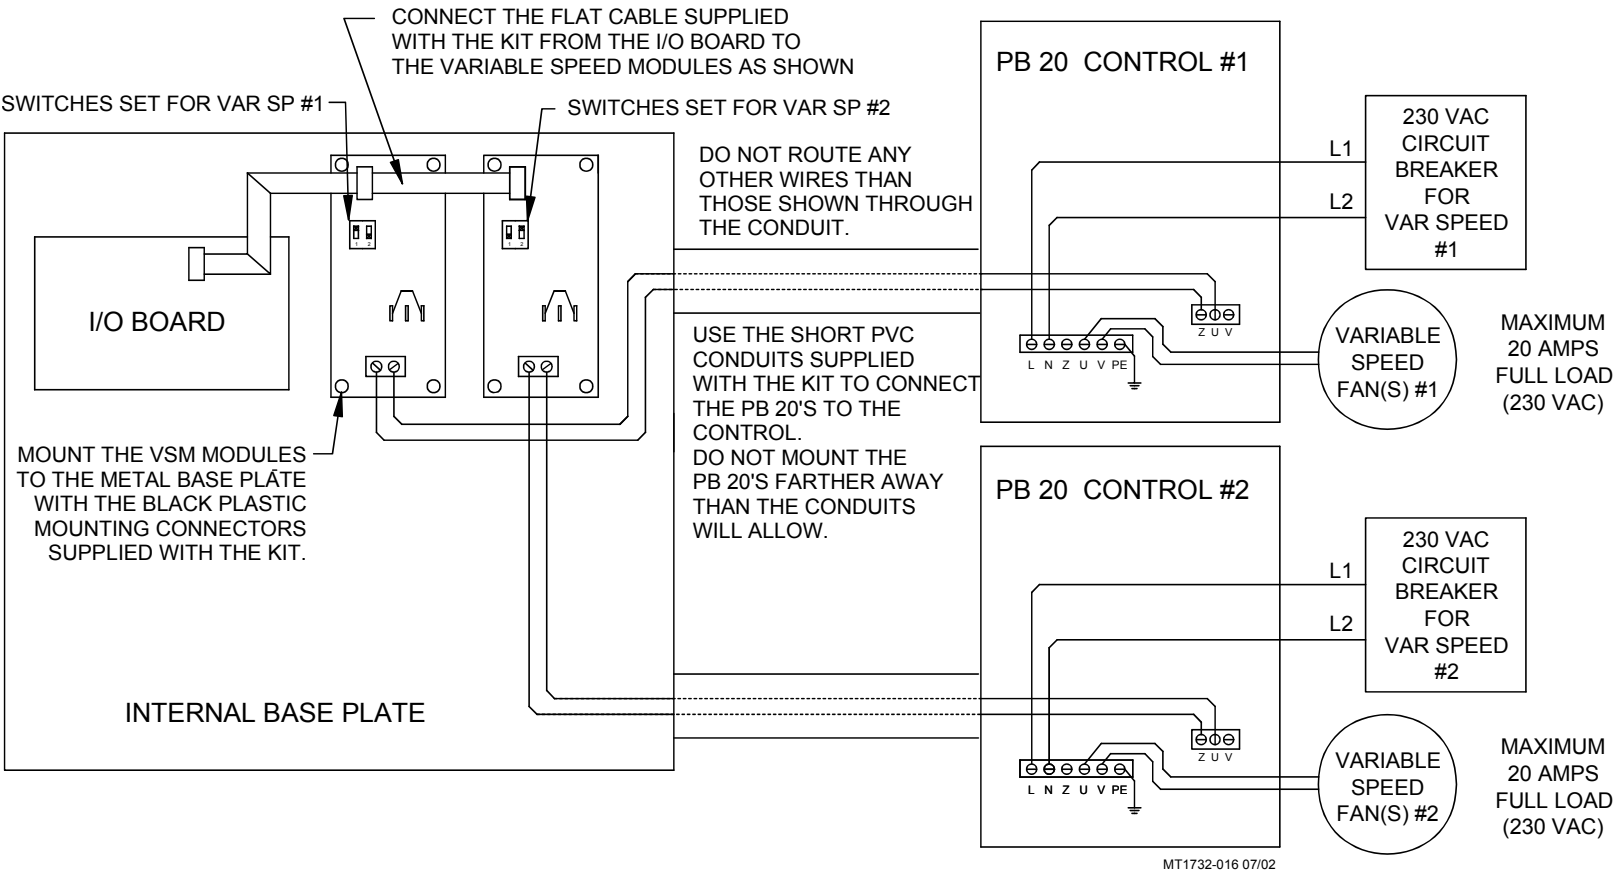 CONNECT THE FLAT CABLE SUPPLIED
WITH THE KIT FROM THE I/O BOARD TO
THE VARIABLE SPEED MODULES AS SHOWN
SWITCHES SET FOR VAR SP #1
SWITCHES SET FOR VAR SP #2
DO NOT ROUTE ANY
OTHER WIRES THAN
THOSE SHOWN THROUGH
THE CONDUIT.
1 2
1 2
I/O BOARD
USE THE SHORT PVC
CONDUITS SUPPLIED
WITH THE KIT TO CONNECT
THE PB 20'S TO THE
CONTROL.
DO NOT MOUNT THE
PB 20'S FARTHER AWAY
THAN THE CONDUITS
WILL ALLOW.
MOUNT THE VSM MODULES
TO THE METAL BASE PLATE
WITH THE BLACK PLASTIC
MOUNTING CONNECTORS
SUPPLIED WITH THE KIT.
INTERNAL BASE PLATE
PB 20 CONTROL #1
L1
L2
230 VAC
CIRCUIT
BREAKER
FOR
VAR SPEED
#1
Z U V
L N Z U V PE
VARIABLE
SPEED
FAN(S) #1
MAXIMUM
20 AMPS
FULL LOAD
(230 VAC)
PB 20 CONTROL #2
L1
L2
230 VAC
CIRCUIT
BREAKER
FOR
VAR SPEED
#2
Z U V
L N Z U V PE
VARIABLE
SPEED
FAN(S) #2
MAXIMUM
20 AMPS
FULL LOAD
(230 VAC)
MT1732-016 07/02